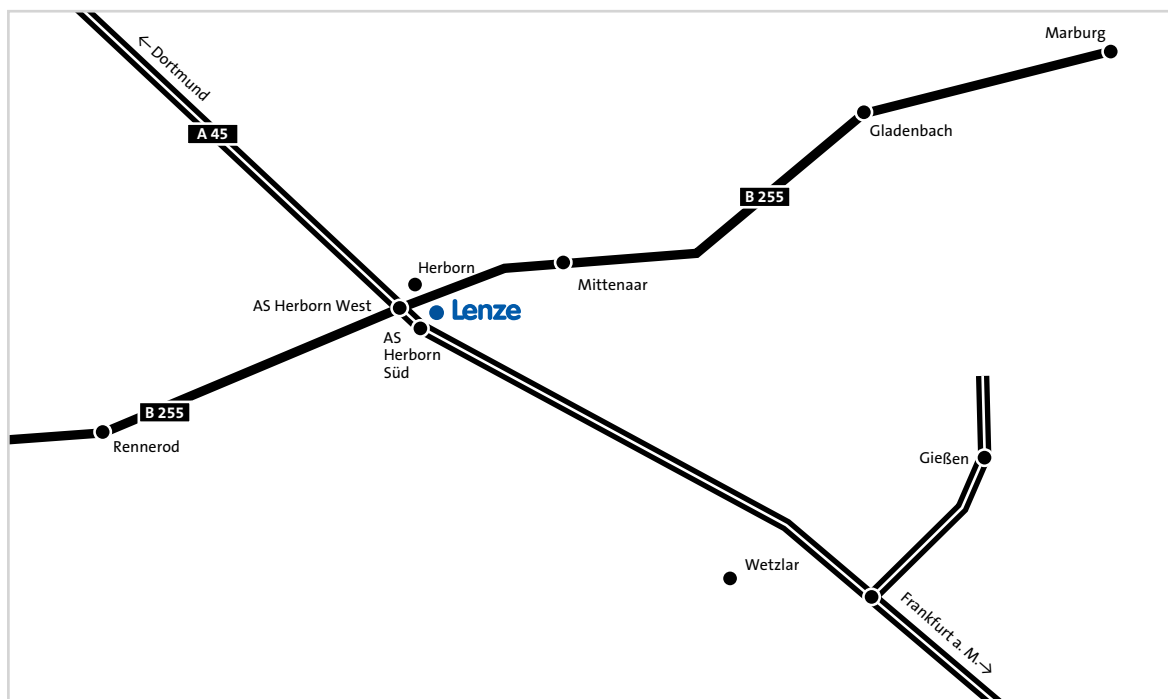 Marburg
← Dortmund
A 45
Gladenbach
B 255
Herborn
Mittenaar
AS Herborn West
Lenze
AS
Herborn
Süd
B 255
Rennerod
Gießen
Wetzlar
Frankfurt a. M.→